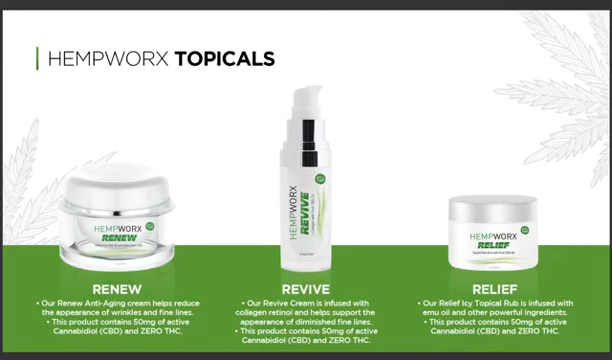 HEMPWORX TOPICALS
HEMPWORX
RENEW
HEMPWORX
REVIVE
HEMPWORX
RELIEF
RENEW
• Our Renew Anti-Aging cream helps reduce
the appearance of wrinkles and fine lines.
• This product contains 50mg of active
Cannabidiol (CBD) and ZERO THC.
REVIVE
• Our Revive Cream is infused with
collagen retinol and helps support the
appearance of diminished fine lines.
• This product contains 50mg of active
Cannabidiol (CBD) and ZERO THC.
RELIEF
• Our Relief Icy Topical Rub is infused with
emu oil and other powerful ingredients.
• This product contains 50mg of active
Cannabidiol (CBD) and ZERO THC.